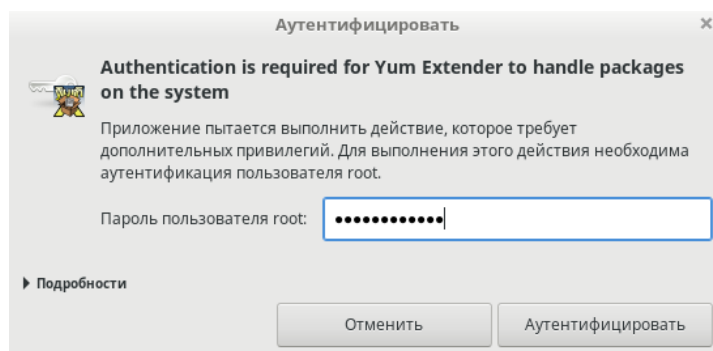 Аутентифицировать
Authentication is required for Yum Extender to handle packages
on the system
Приложение пытается выполнить действие, которое требует
дополнительных привилегий. Для выполнения этого действия необходима
аутентификация пользователя root.
Пароль пользователя root: ••••••••••••
Подробности
Отменить Аутентифицировать